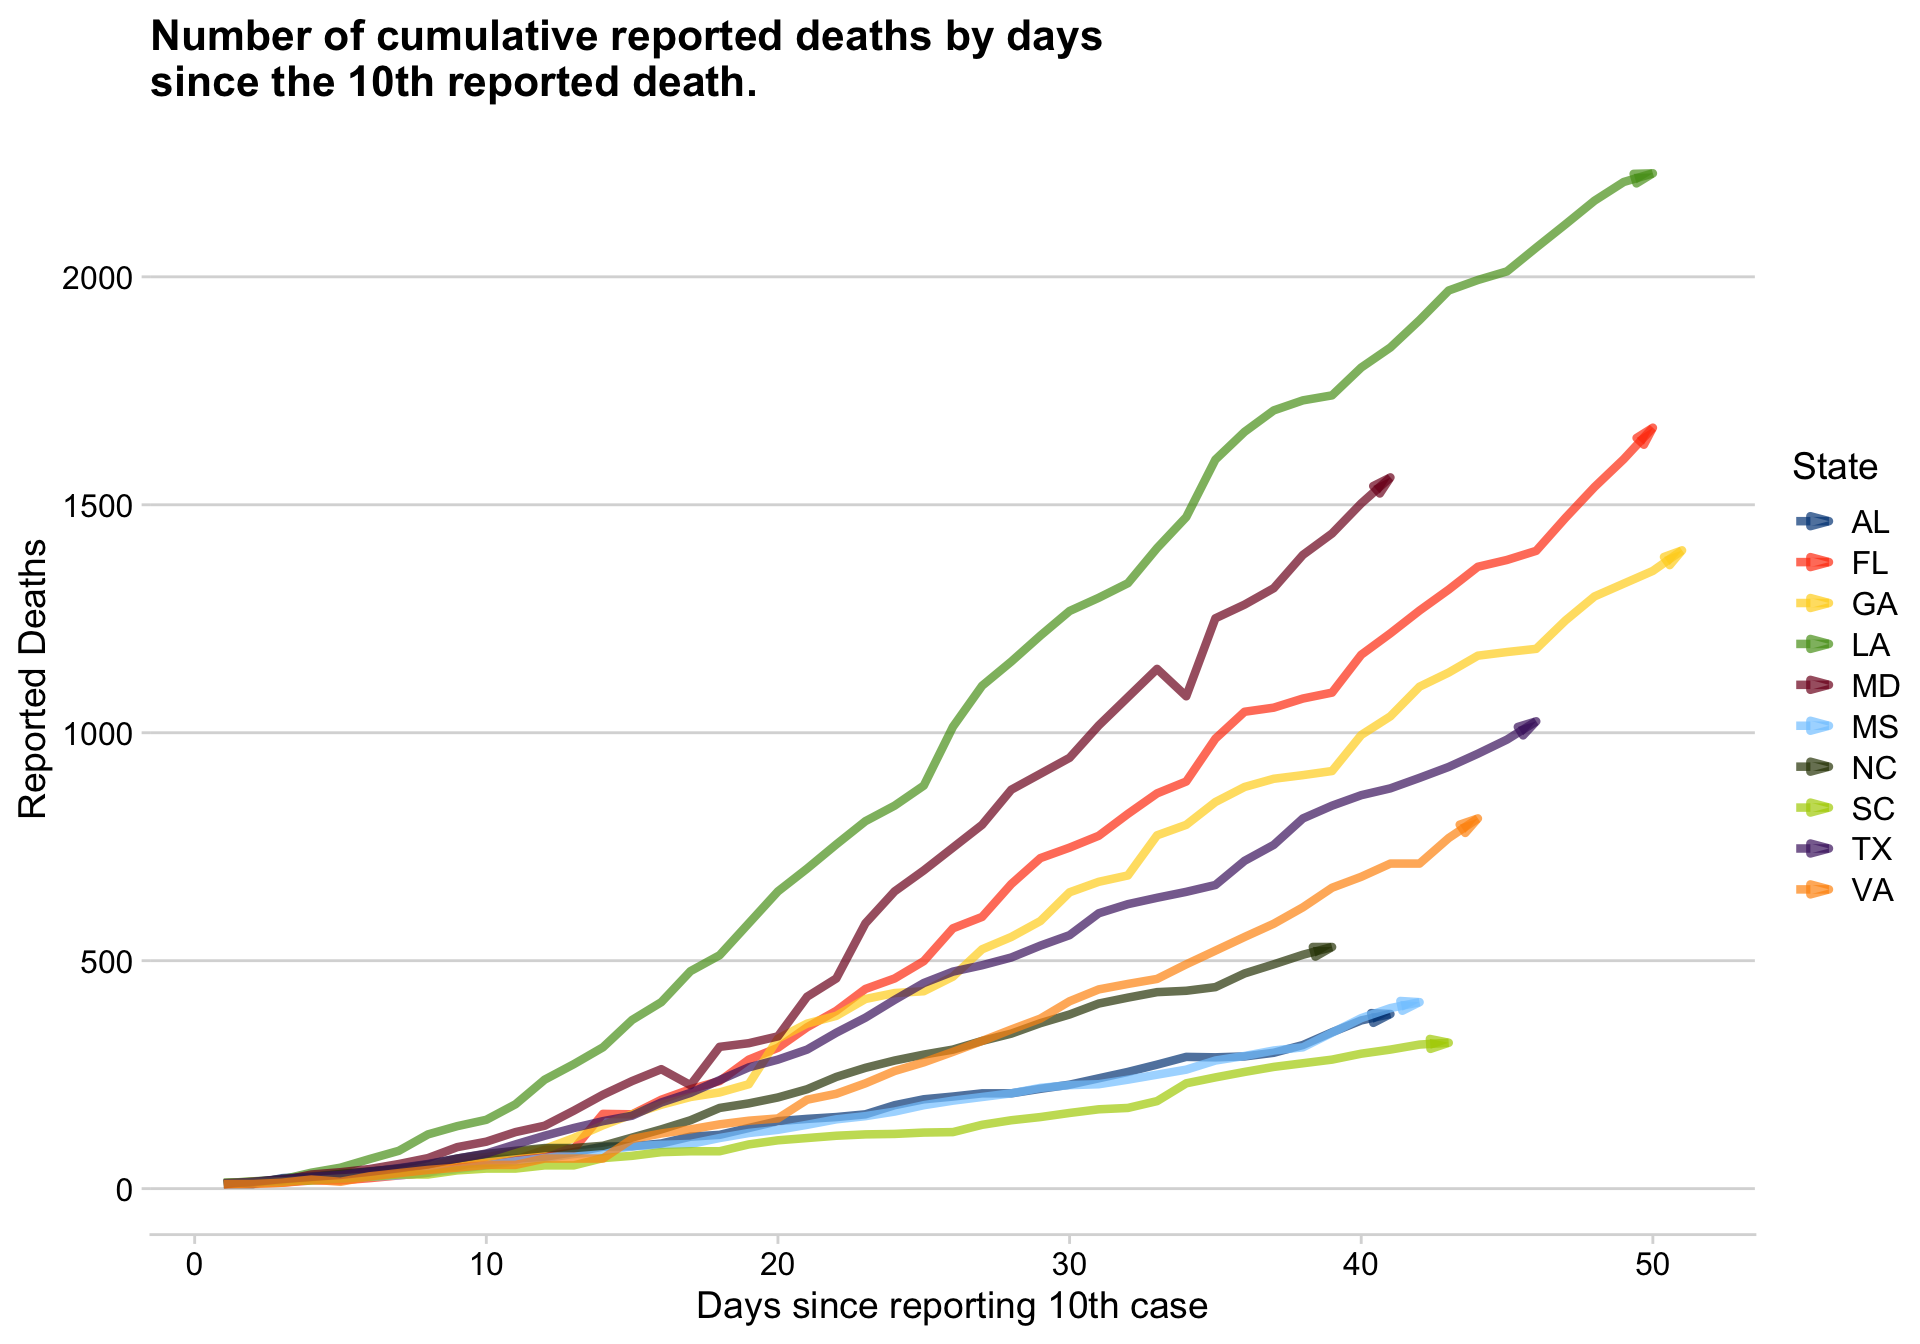 Number of cumulative reported deaths by days
since the 10th reported death.
2000
1500
1000
500
0
Reported Deaths
0 10 20 30 40 50
Days since reporting 10th case
State
AL
FL
GA
LA
MD
MS
NC
SC
TX
VA